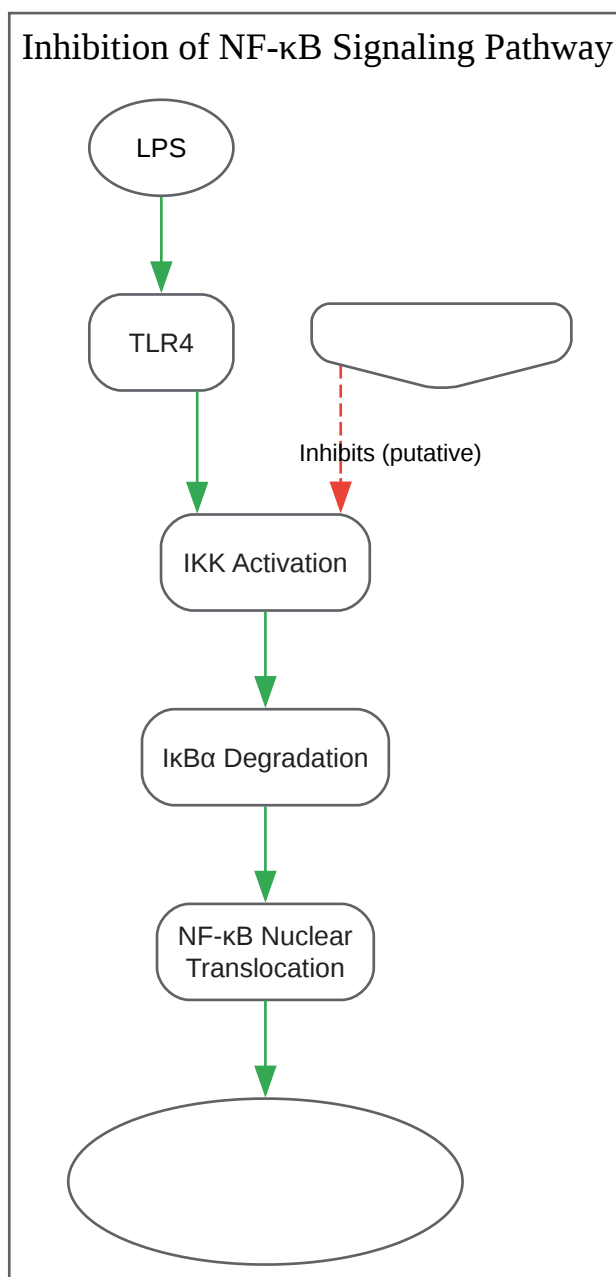 Inhibition of NF-κB Signaling Pathway
LPS
TLR4
Inhibits (putative)
IKK Activation
IκBα Degradation
NF-κB Nuclear
Translocation